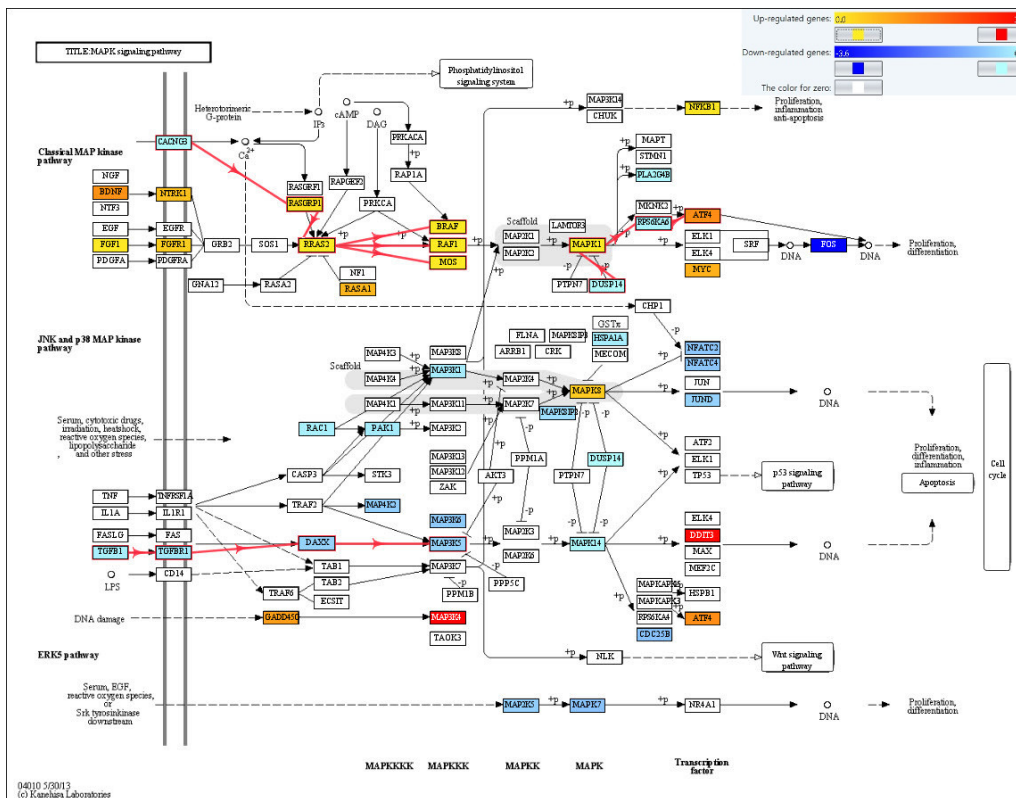 Up-regulated genes:
0.0
Down-regulated genes:
-3.6
The color for zero:
TITLE:MAPK signaling pathway
Phosphatidylinositol
signaling system
Heterotorimeric
G-protein
IP3
cAMP
DAG
Ca2+
CACNG3
PRKACA
+p
RAP1A
MAP3K14
CHUK
+p
+p
NFKB1
Proliferation,
inflammation
anti-apoptosis
Classical MAP kinase
pathway
NGF
BDNF
NTF3
EGF
FGF1
PDGFA
NTRK1
EGFR
FGFR1
PDGFRA
GRB2
SOS1
RASGRF1
RASGRP1
RAPGEF2
PRKCA
RRAS2
GNA12
RASA2
NF1
RASA1
BRAF
RAF1
MOS
Scaffold
MAP2K1
MAP2K2
LAMTOR3
MAPK1
PTPN7
DUSP14
MAPT
STMN1
PLA2G4B
MKNK2
RPS6KA6
ATF4
ELK1
ELK4
MYC
SRF
DNA
FOS
DNA
Proliferation,
differentiation
CHP1
JNK and p38 MAP kinase
pathway
Scaffold
MAP4K3
MAP4K4
MAP4K1
RAC1
PAK1
CASP3
STK3
TRAF2
MAP4K2
MAP3K8
MAP3K1
MAP3K11
MAP3K2
MAP3K13
MAP3K12
ZAK
MAP3K6
MAP3K5
MAP3K7
FLNA
ARRB1
CRK
MAP2K4
MAP2K7
MAPK8IP3
GSTπ
HSPA1A
MECOM
MAPK8
AKT3
PPM1A
PTPN7
DUSP14
MAP2K3
MAP2K6
MAPK14
NFATC2
NFATC4
JUN
JUND
DNA
ATF2
ELK1
TP53
p53 signaling
pathway
Proliferation,
differentiation,
inflammation
Apoptosis
Cell
cycle
Serum, cytotoxic drugs,
irradiation, heatshock,
reactive oxygen species,
lipopolysaccharide
and other stress
TNF
IL1A
FASLG
TGFB1
LPS
TNFRSF1A
IL1R1
FAS
TGFBR1
CD14
DAXX
TAB1
TAB2
ECSIT
TRAF6
PPM1B
PPP5C
ELK4
DDIT3
MAX
MEF2C
DNA
HSPB1
RPS6KA4
CDC25B
ATF4
DNA damage
MAP3K4
TAOK3
ERK5 pathway
NLK
Wnt signaling
pathway
Serum, EGF,
reactive oxygen species,
or
Srk tyrosinkinase
downstream
MAPK7
NR4A1
DNA
Proliferation,
differentiation
MAPKKKK
MAPKKK
MAPKK
MAPK
Transcription
factor
04010 5/30/13
(c) Kanehisa Laboratories